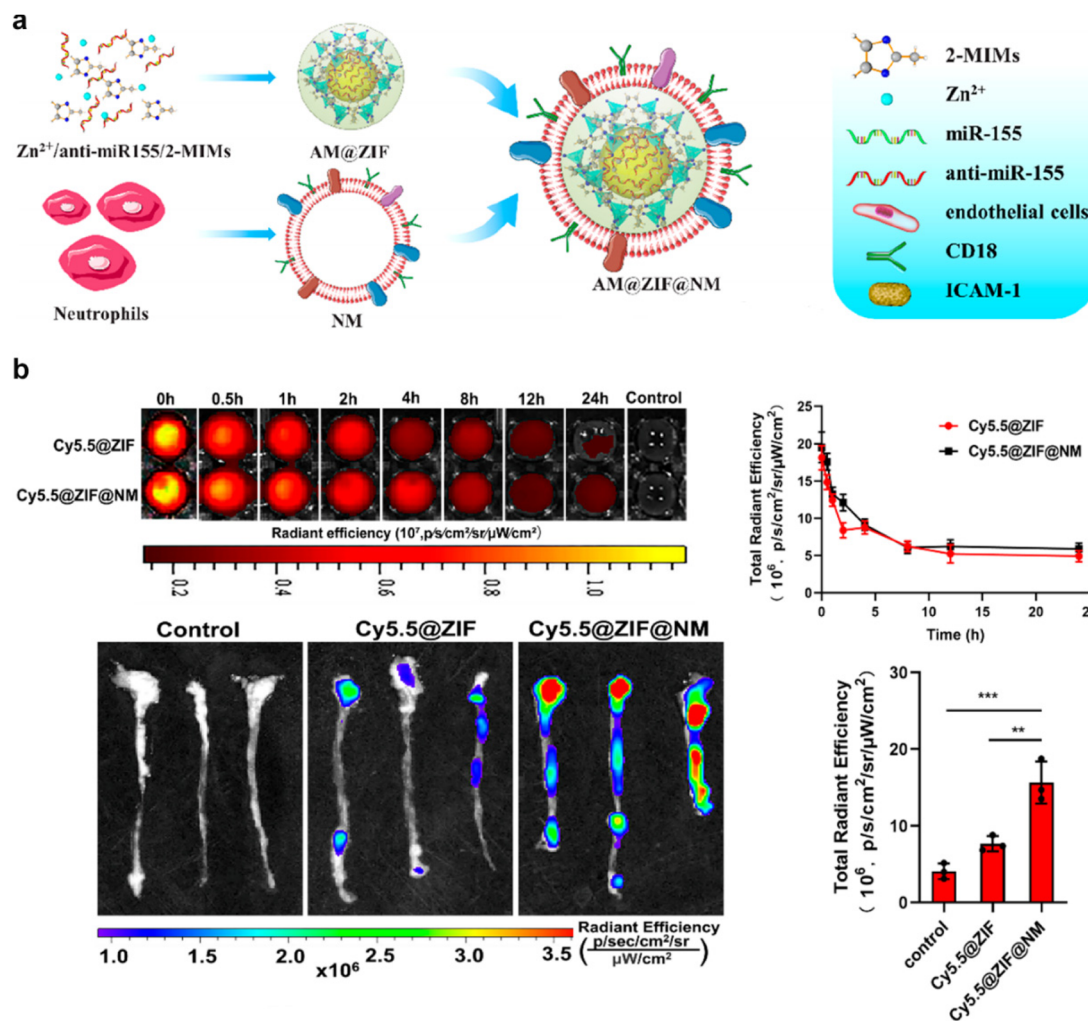 a
Zn²⁺/anti-miR155/2-MIMs
AM@ZIF
Neutrophils
NM
AM@ZIF@NM
2-MIMs
Zn²⁺
miR-155
anti-miR-155
endothelial cells
CD18
ICAM-1
b
0h 0.5h 1h 2h 4h 8h 12h 24h Control
Cy5.5@ZIF
Cy5.5@ZIF@NM
Radiant efficiency (10⁷,p/s/cm²/sr/μW/cm²)
0.2 0.4 0.6 0.8 1.0
Total Radiant Efficiency
( 10⁶, p/s/cm²/sr/μW/cm²)
25
20
15
10
5
0
0 5 10 15 20 2
Time (h)
Cy5.5@ZIF
Cy5.5@ZIF@NM
Control Cy5.5@ZIF Cy5.5@ZIF@NM
1.0 2.0 2.5 3.0 3.5
x10⁶
Radiant Efficiency
(p/sec/cm²/sr
μW/cm²)
Total Radiant Efficiency
( 10⁶, p/s/cm²/sr/μW/cm²)
30
20
10
0
***
**
control
Cy5.5@ZIF
Cy5.5@ZIF@NM